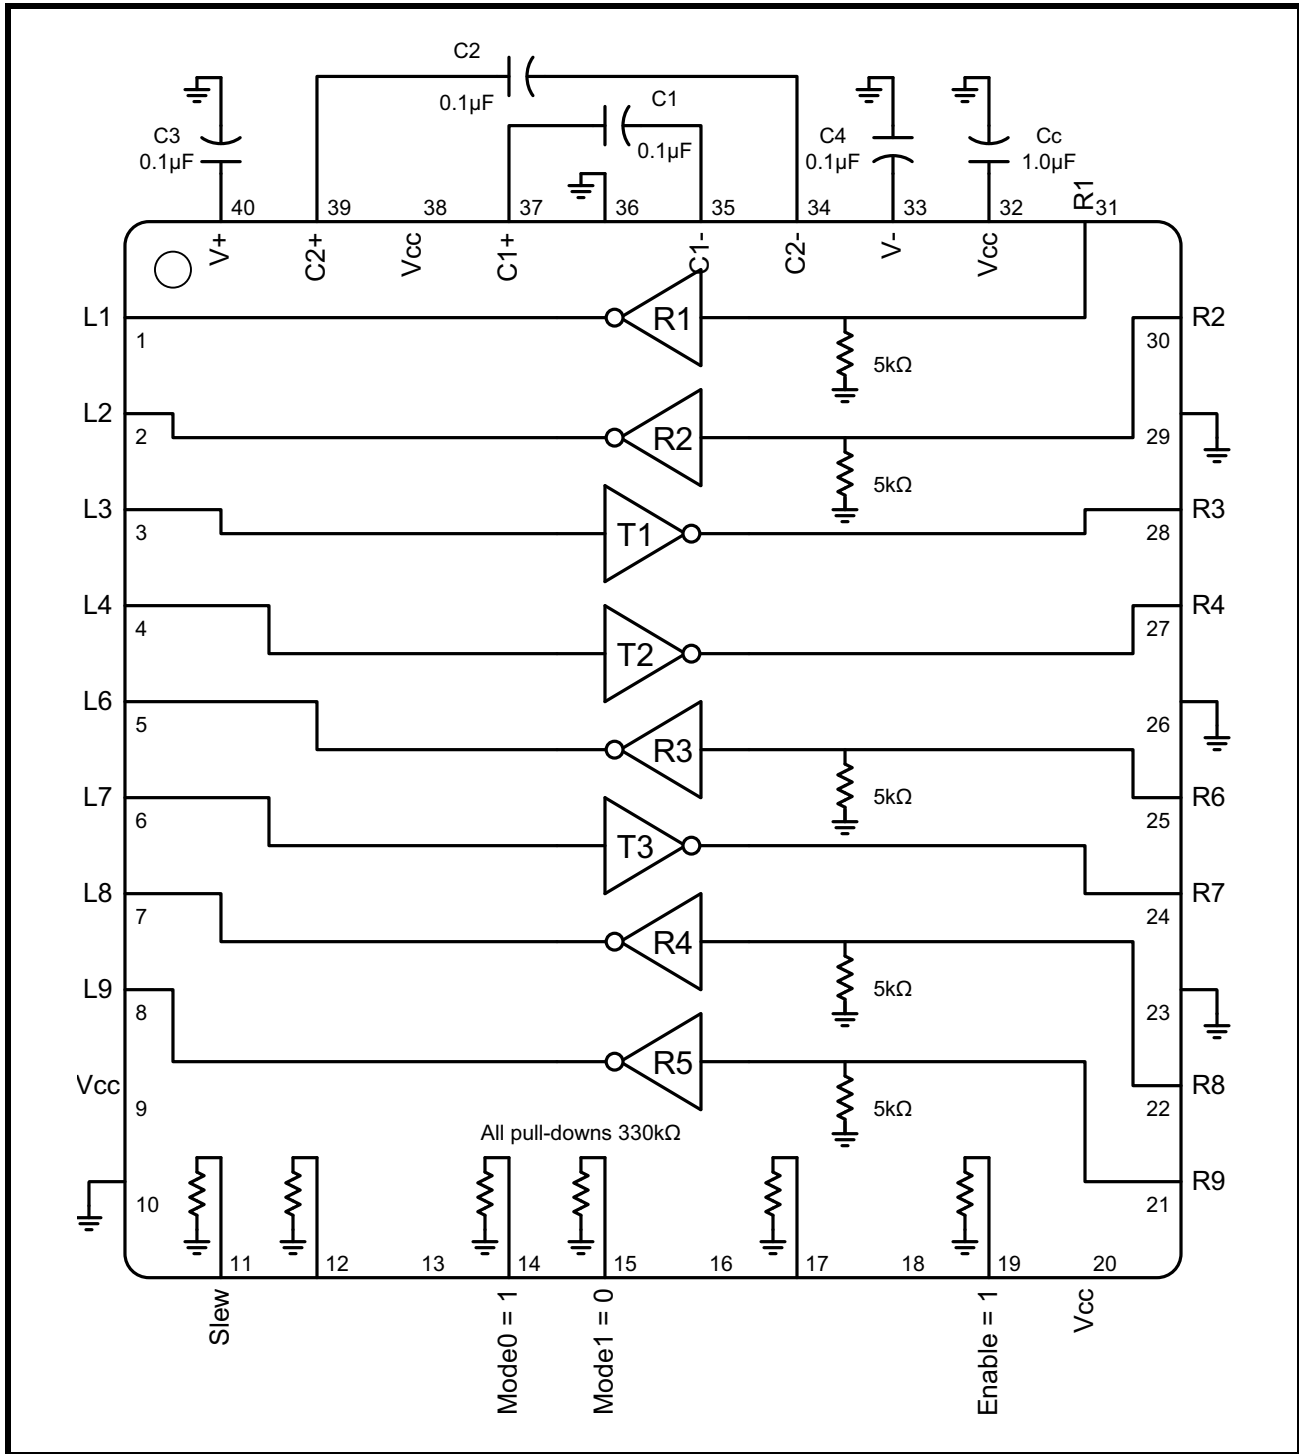 C2
0.1µF
C1
0.1µF
C3
0.1µF
C4
0.1µF
Cc
1.0µF
40
39
38
37
36
35
34
33
32
31
R1
V+
C2+
Vcc
C1+
C1-
C2-
V-
Vcc
L1
1
R1
5kΩ
R2
30
L2
2
R2
5kΩ
29
L3
3
T1
R3
28
L4
4
T2
R4
27
L6
5
R3
5kΩ
26
R6
25
L7
6
T3
R7
24
L8
7
R4
5kΩ
23
L9
8
R5
5kΩ
R8
22
Vcc
9
All pull-downs 330kΩ
R9
21
10
11
12
13
14
15
16
17
18
19
20
Slew
Mode0 = 1
Mode1 = 0
Enable = 1
Vcc